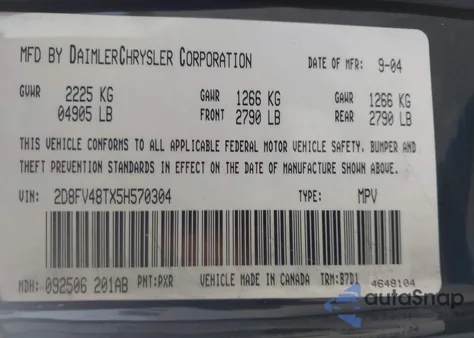 MFD BY DAIMLERCHRYSLER CORPORATION DATE OF MFR: 9-04
GVWR 2225 KG GAWR 1266 KG GAWR 1266 KG
04905 LB FRONT 2790 LB REAR 2790 LB
THIS VEHICLE CONFORMS TO ALL APPLICABLE FEDERAL MOTOR VEHICLE SAFETY. BUMPER AND
THEFT PREVENTION STANDARDS IN EFFECT ON THE DATE OF MANUFACTURE SHOWN ABOVE.
VIN: 2D8FV48TX5H570304 TYPE: MPV
MDH: 092506 201AB PNT:PXR VEHICLE MADE IN CANADA TRM:B7D1 4648104
autoSnap